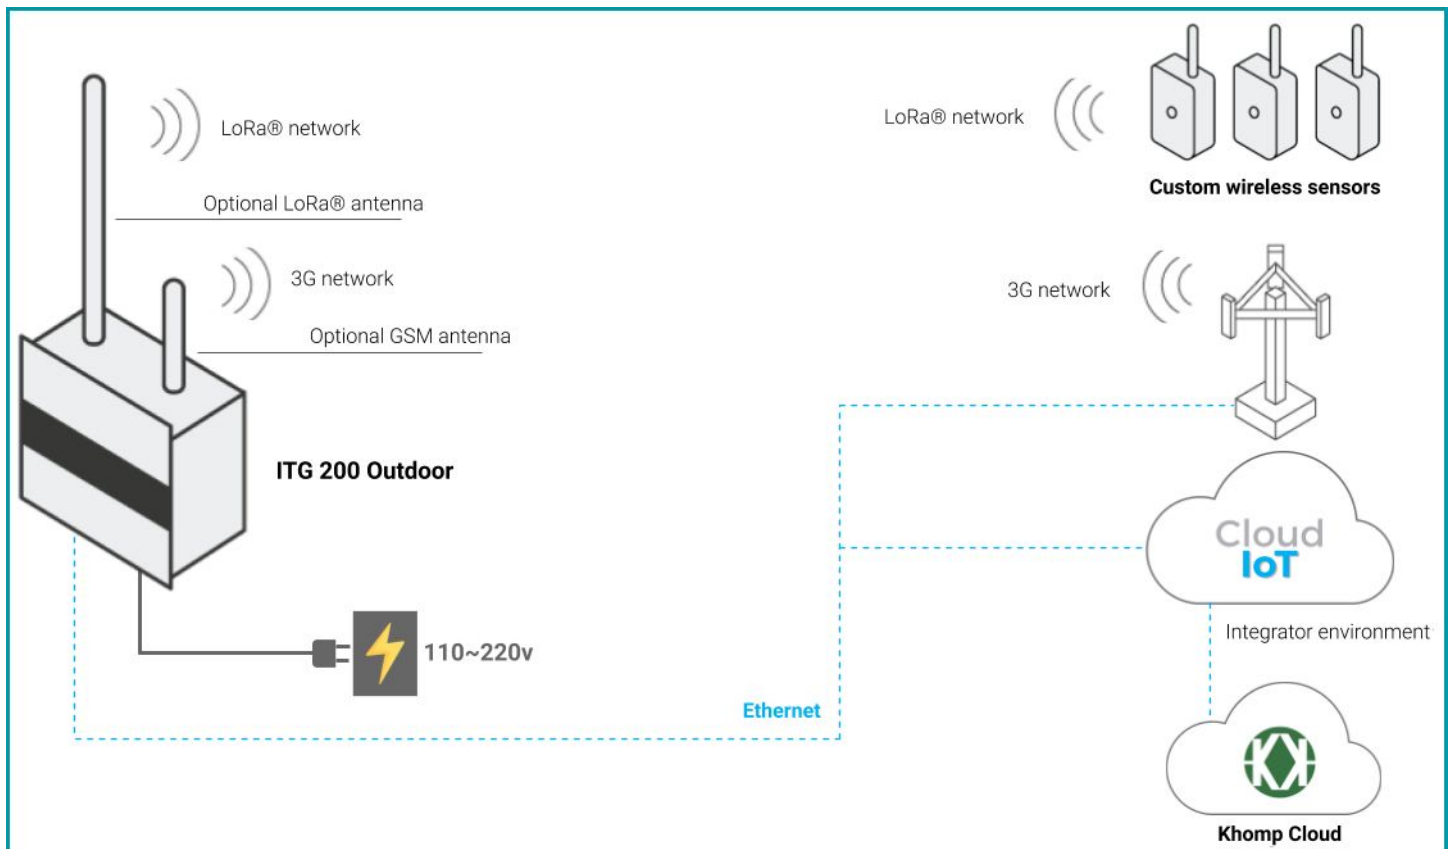 LoRa® network
Optional LoRa® antenna
3G network
Optional GSM antenna
ITG 200 Outdoor
110~220v
Ethernet
LoRa® network
Custom wireless sensors
3G network
Cloud
IoT
Integrator environment
Khomp Cloud